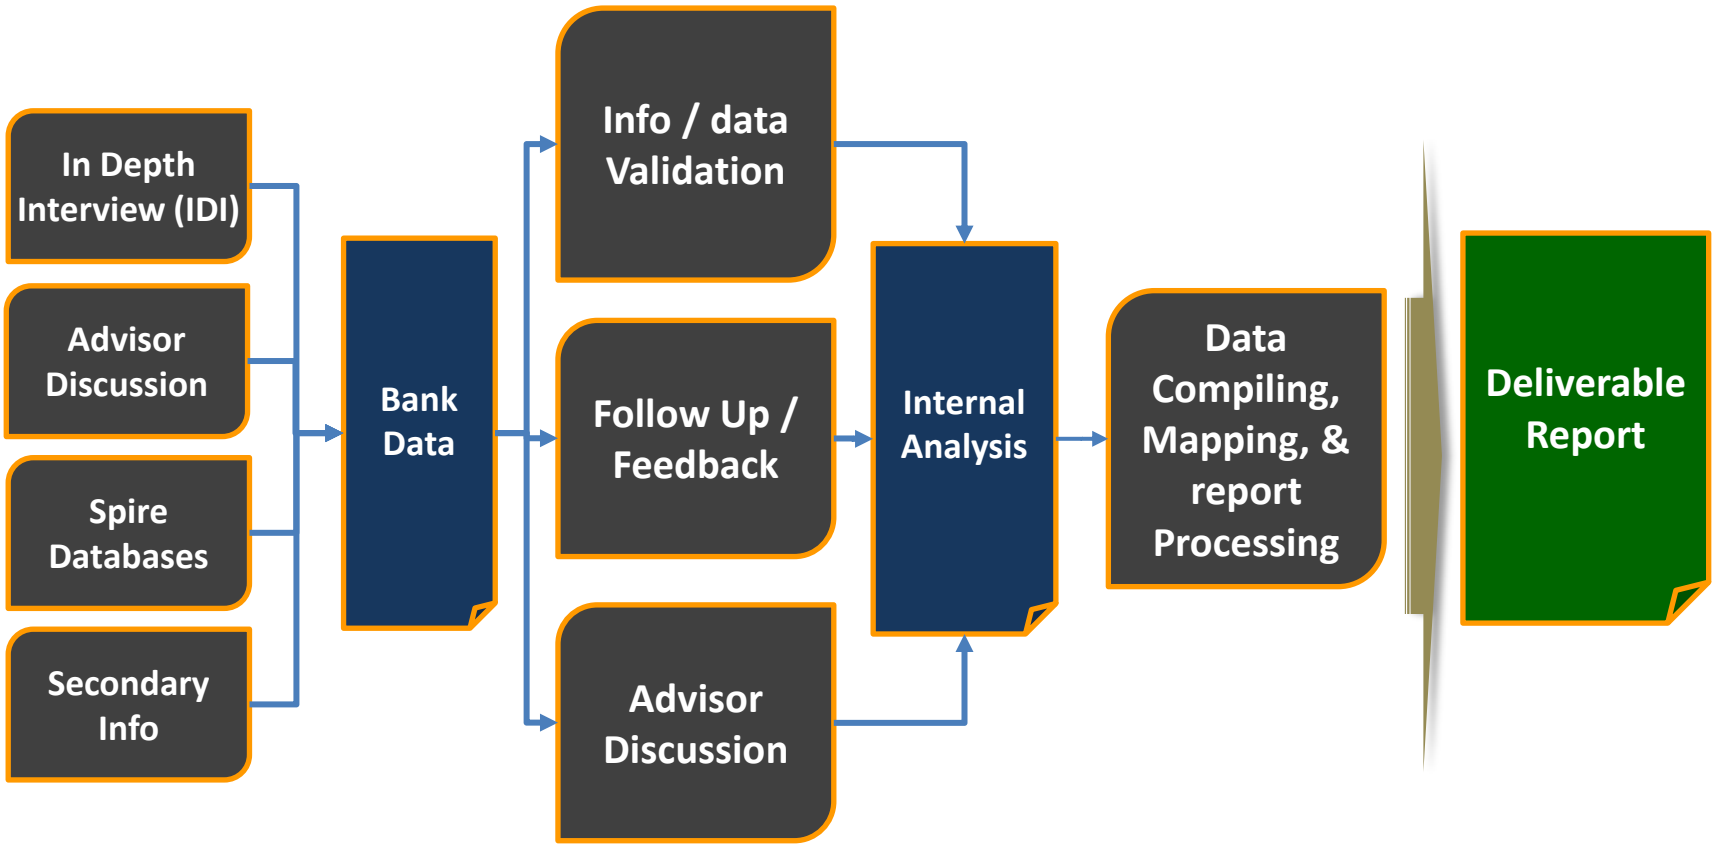 In Depth
Interview (IDI)
Advisor
Discussion
Spire
Databases
Secondary
Info
Bank
Data
Info / data
Validation
Follow Up /
Feedback
Advisor
Discussion
Internal
Analysis
Data
Compiling,
Mapping, &
report
Processing
Deliverable
Report